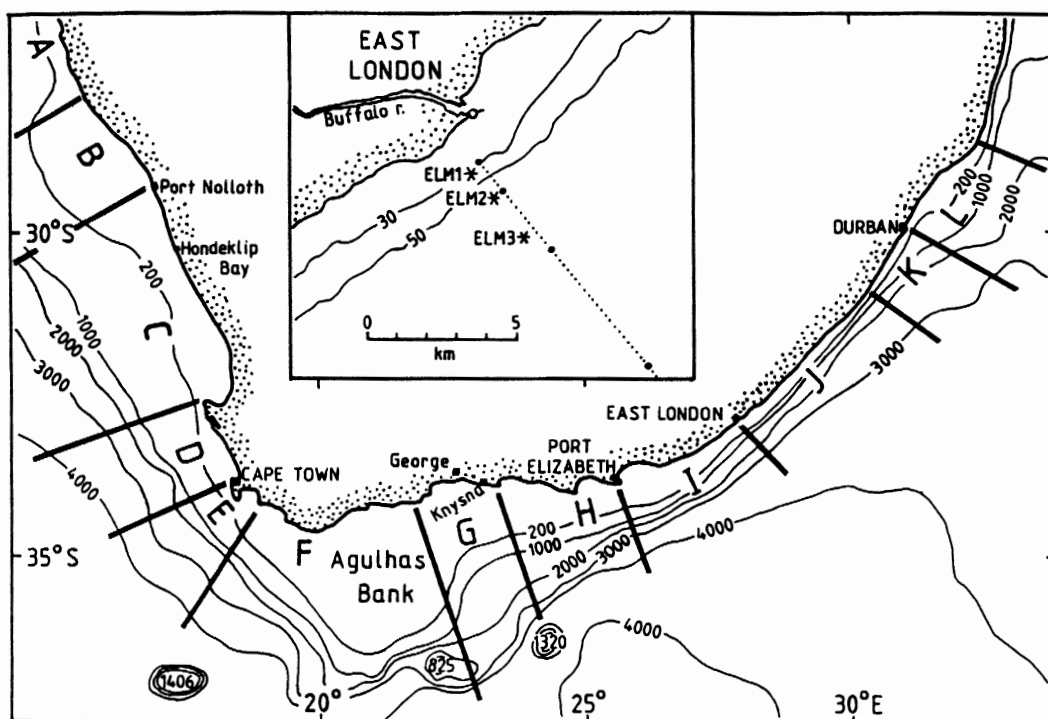 A
B
Port Nolloth
30°S
Hondeklip
Bay
200
C
1000
2000
3000
D
4000
CAPE TOWN
E
35°S
F
Agulhas
Bank
George
Knysna
G
PORT
ELIZABETH
H
I
EAST LONDON
J
K
L
DURBAN
200
1000
2000
3000
200
1000
2000
3000
4000
4000
1406
825
1320
20°
25°
30°E
EAST
LONDON
Buffalo r.
ELM1*
ELM2*
ELM3*
30
50
0 5
km